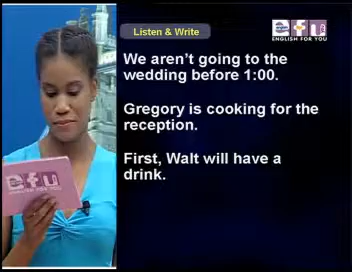 Listen & Write
efu
ENGLISH FOR YOU
We aren't going to the
wedding before 1:00.
Gregory is cooking for the
reception.
First, Walt will have a
drink.
efu
ENGLISH FOR YOU